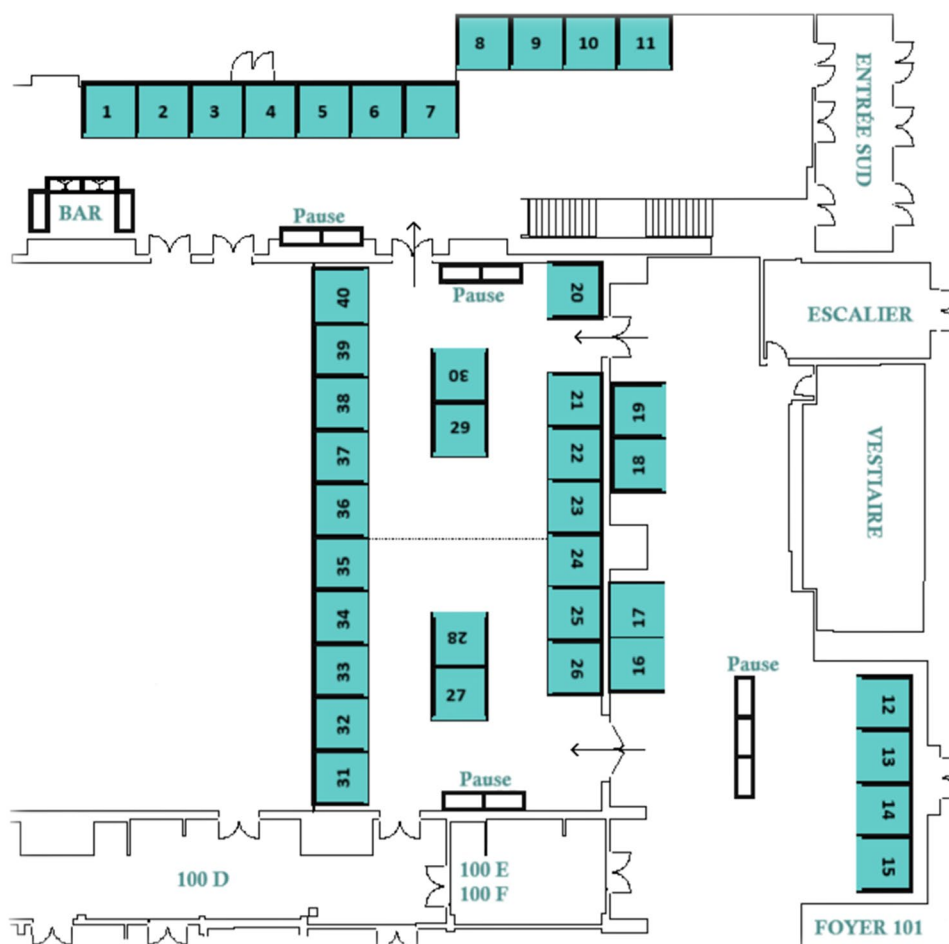 8 9 10 11
1 2 3 4 5 6 7
ENTRÉE SUD
BAR
Pause
Pause
20
40
39
38
37
36
35
34
33
32
31
30
29
28
27
21
22
23
24
25
26
19
18
17
16
ESCALIER
VESTIAIRE
Pause
12
13
14
15
Pause
100 D
100 E
100 F
FOYER 101